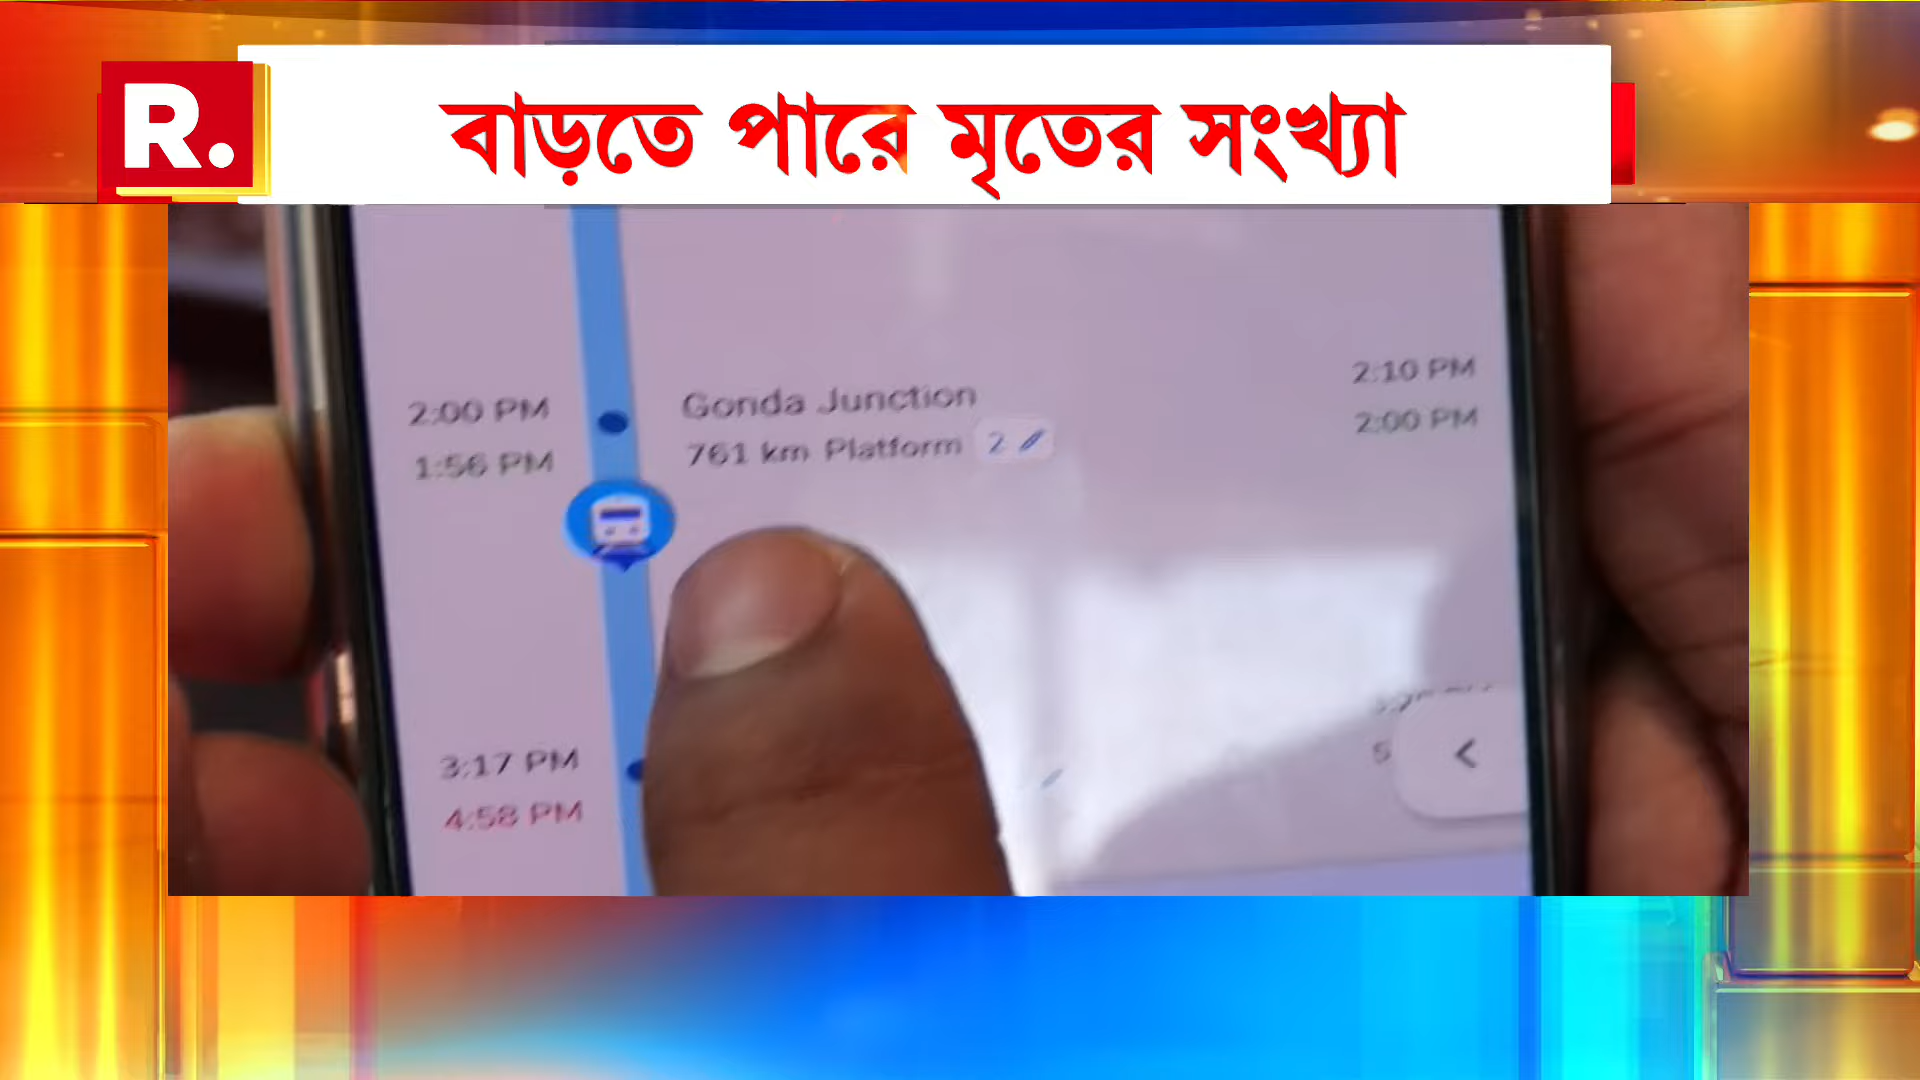 R.
বাড়তে পারে মৃতের সংখ্যা
2:00 PM
1:56 PM
Gonda Junction
761 km Platform 2
2:10 PM
2:00 PM
3:17 PM
4:58 PM
5